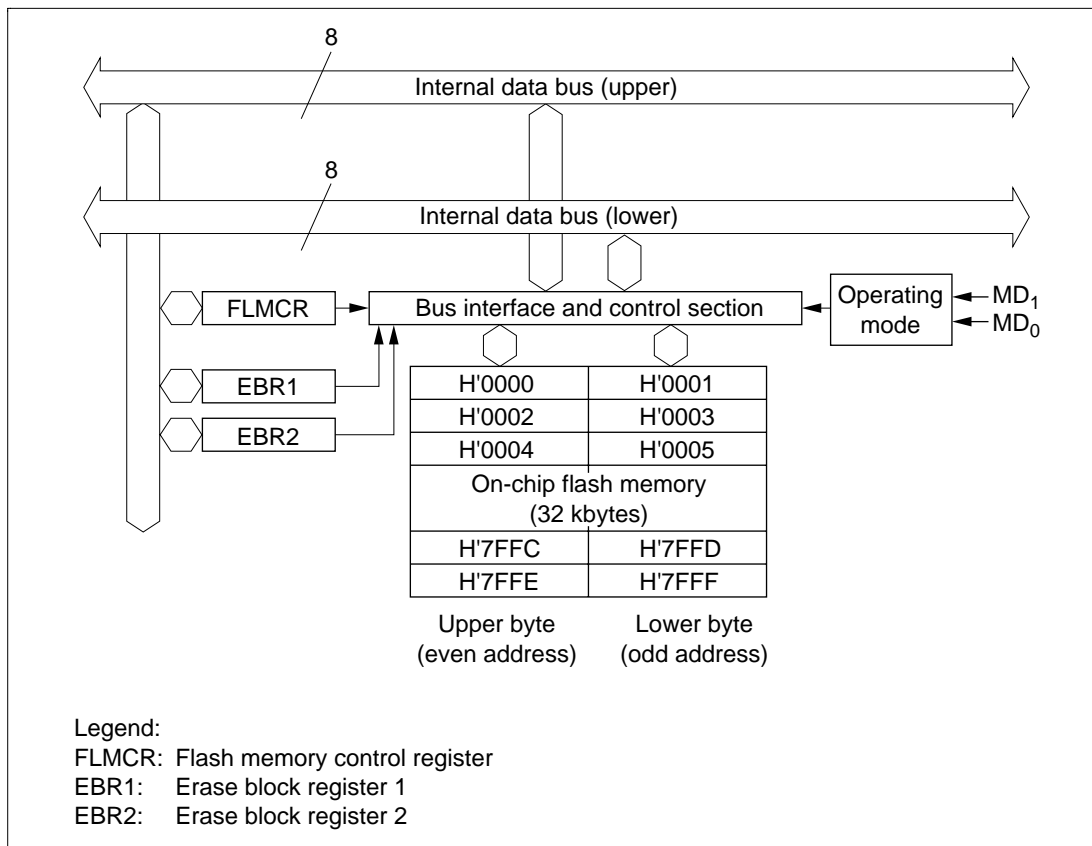 8
Internal data bus (upper)
8
Internal data bus (lower)
FLMCR
Bus interface and control section
Operating
mode
MD1
MD0
EBR1
EBR2
H'0000 H'0001
H'0002 H'0003
H'0004 H'0005
On-chip flash memory
(32 kbytes)
H'7FFC H'7FFD
H'7FFE H'7FFF
Upper byte
(even address)
Lower byte
(odd address)
Legend:
FLMCR: Flash memory control register
EBR1: Erase block register 1
EBR2: Erase block register 2